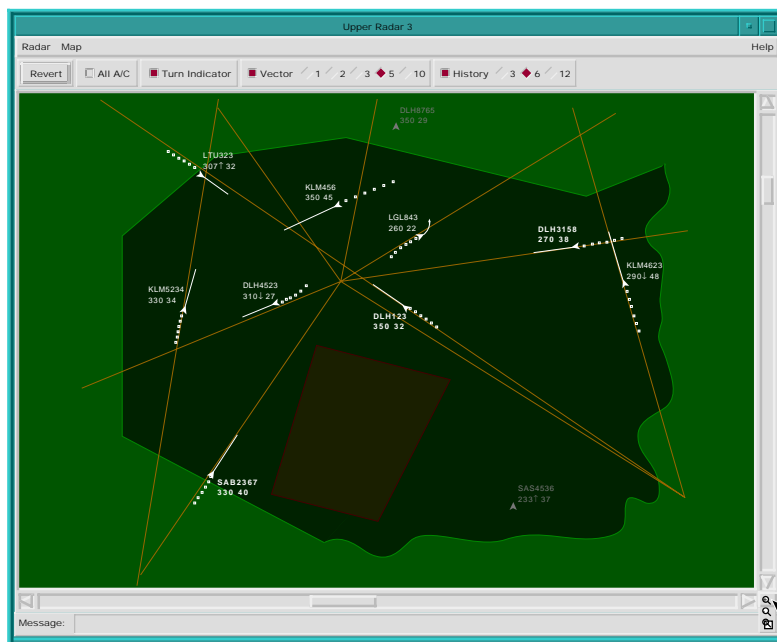 Upper Radar 3
Radar Map Help
Revert All A/C Turn Indicator Vector 1 2 3 5 10 History 3 6 12
DLH8765
350 29
LTU323
307↑ 32
KLM456
350 45
LGL843
260 22
DLH3158
270 38
KLM4623
290↓ 48
KLM5234
330 34
DLH4523
310↓ 27
DLH123
350 32
SAB2367
330 40
SAS4536
233↑ 37
Message: